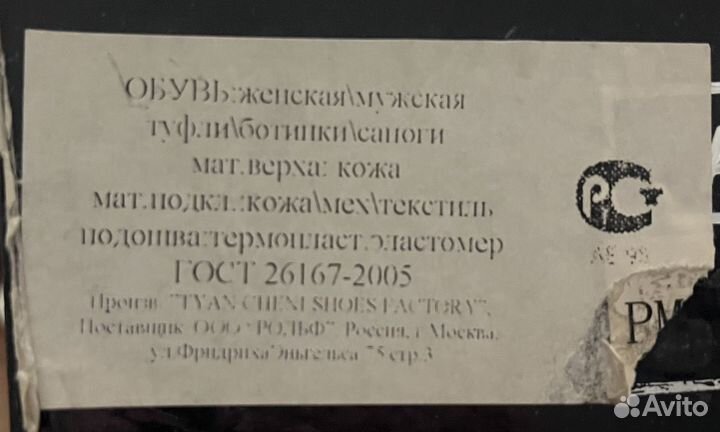 ОБУВЬ:женская\мужская
туфли\ботинки\сапоги
мат.верха: кожа
мат.подкл.:кожа\мех\текстиль
подошва:термопласт.эластомер
ГОСТ 26167-2005
Произв. "TYAN CHENI SHOES FACTORY",
Поставщик: ООО "РОЛЬФ", Россия, г.Москва,
ул.Фридриха Энгельса 75 стр.3
РМ
Avito